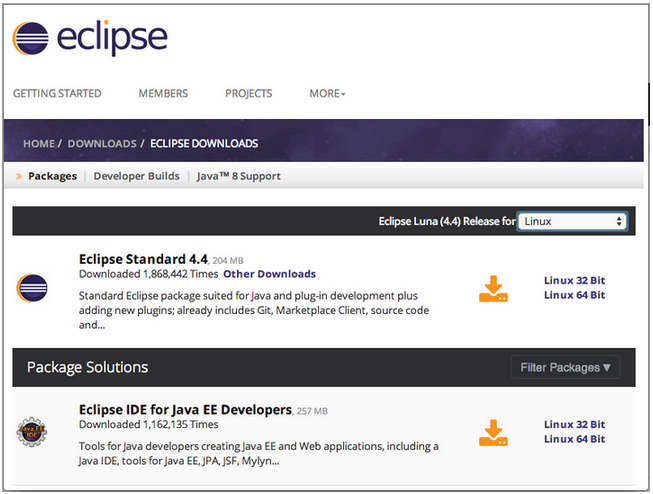 eclipse
GETTING STARTED MEMBERS PROJECTS MORE
HOME / DOWNLOADS / ECLIPSE DOWNLOADS
» Packages | Developer Builds | Java™ 8 Support
Eclipse Luna (4.4) Release for Linux
Eclipse Standard 4.4, 204 MB
Downloaded 1,868,442 Times Other Downloads
Standard Eclipse package suited for Java and plug-in development plus
adding new plugins; already includes Git, Marketplace Client, source code
and...
Linux 32 Bit
Linux 64 Bit
Package Solutions
Filter Packages ▼
Java EE
IDE
Eclipse IDE for Java EE Developers, 257 MB
Downloaded 1,162,135 Times
Tools for Java developers creating Java EE and Web applications, including a
Java IDE, tools for Java EE, JPA, JSF, Mylyn...
Linux 32 Bit
Linux 64 Bit